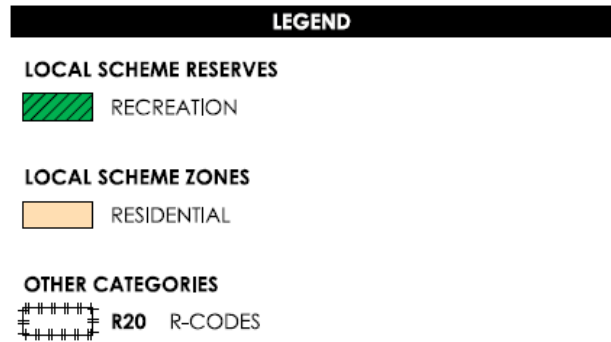 LEGEND
LOCAL SCHEME RESERVES
RECREATION
LOCAL SCHEME ZONES
RESIDENTIAL
OTHER CATEGORIES
R20 R-CODES